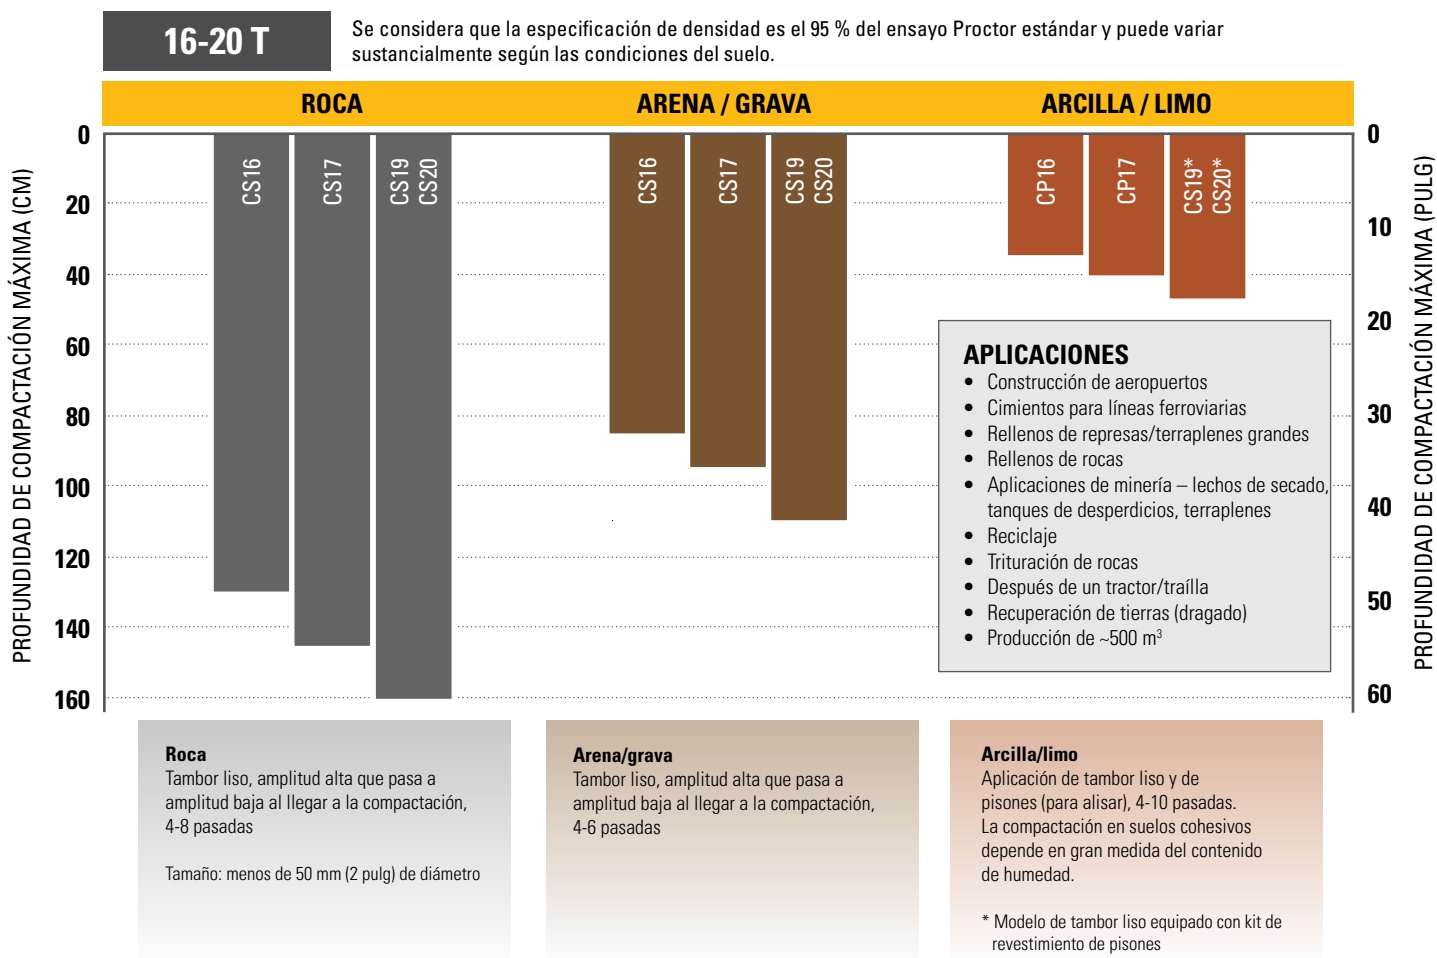 16-20 T
Se considera que la especificación de densidad es el 95 % del ensayo Proctor estándar y puede variar
sustancialmente según las condiciones del suelo.
ROCA
ARENA / GRAVA
ARCILLA / LIMO
PROFUNDIDAD DE COMPACTACIÓN MÁXIMA (CM)
0
20
40
60
80
100
120
140
160
CS16
CS17
CS19
CS20
CS16
CS17
CS19
CS20
CP16
CP17
CS19*
CS20*
0
10
20
30
40
50
60
PROFUNDIDAD DE COMPACTACIÓN MÁXIMA (PULG)
APLICACIONES
• Construcción de aeropuertos
• Cimientos para líneas ferroviarias
• Rellenos de represas/terraplenes grandes
• Rellenos de rocas
• Aplicaciones de minería – lechos de secado,
tanques de desperdicios, terraplenes
• Reciclaje
• Trituración de rocas
• Después de un tractor/traílla
• Recuperación de tierras (dragado)
• Producción de ~500 m³
Roca
Tambor liso, amplitud alta que pasa a
amplitud baja al llegar a la compactación,
4-8 pasadas
Tamaño: menos de 50 mm (2 pulg) de diámetro
Arena/grava
Tambor liso, amplitud alta que pasa a
amplitud baja al llegar a la compactación,
4-6 pasadas
Arcilla/limo
Aplicación de tambor liso y de
pisones (para alisar), 4-10 pasadas.
La compactación en suelos cohesivos
depende en gran medida del contenido
de humedad.
* Modelo de tambor liso equipado con kit de
revestimiento de pisones